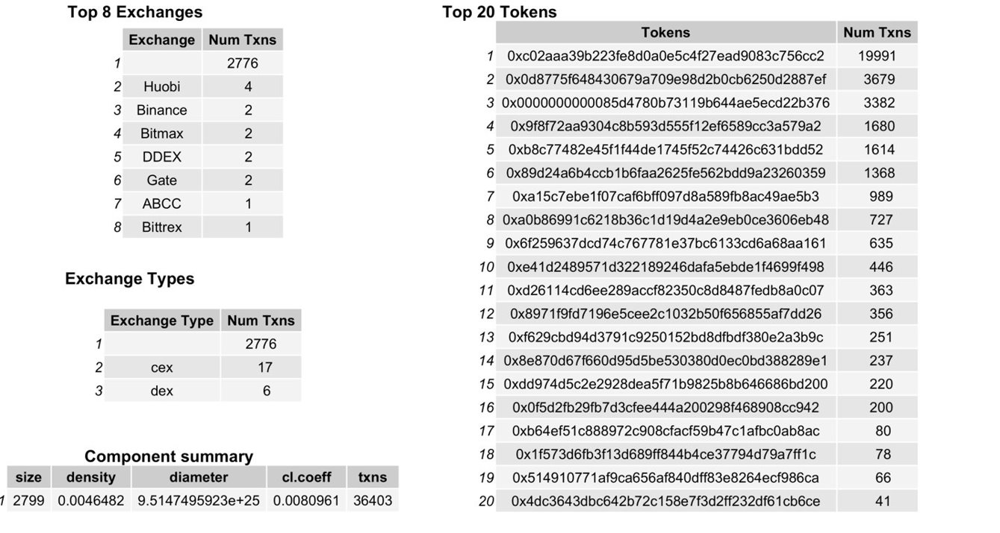 Top 8 Exchanges
Exchange Num Txns
1 2776
2 Huobi 4
3 Binance 2
4 Bitmax 2
5 DDEX 2
6 Gate 2
7 ABCC 1
8 Bittrex 1
Exchange Types
Exchange Type Num Txns
1 2776
2 cex 17
3 dex 6
Component summary
size density diameter cl.coeff txns
1 2799 0.0046482 9.5147495923e+25 0.0080961 36403
Top 20 Tokens
Tokens Num Txns
1 0xc02aaa39b223fe8d0a0e5c4f27ead9083c756cc2 19991
2 0x0d8775f648430679a709e98d2b0cb6250d2887ef 3679
3 0x0000000000085d4780b73119b644ae5ecd22b376 3382
4 0x9f8f72aa9304c8b593d555f12ef6589cc3a579a2 1680
5 0xb8c77482e45f1f44de1745f52c74426c631bdd52 1614
6 0x89d24a6b4ccb1b6faa2625fe562bdd9a23260359 1368
7 0xa15c7ebe1f07caf6bff097d8a589fb8ac49ae5b3 989
8 0xa0b86991c6218b36c1d19d4a2e9eb0ce3606eb48 727
9 0x6f259637dcd74c767781e37bc6133cd6a68aa161 635
10 0xe41d2489571d322189246dafa5ebde1f4699f498 446
11 0xd26114cd6ee289accf82350c8d8487fedb8a0c07 363
12 0x8971f9fd7196e5cee2c1032b50f656855af7dd26 356
13 0xf629cbd94d3791c9250152bd8dfbdf380e2a3b9c 251
14 0x8e870d67f660d95d5be530380d0ec0bd388289e1 237
15 0xdd974d5c2e2928dea5f71b9825b8b646686bd200 220
16 0x0f5d2fb29fb7d3cfee444a200298f468908cc942 200
17 0xb64ef51c888972c908cfacf59b47c1afbc0ab8ac 80
18 0x1f573d6fb3f13d689ff844b4ce37794d79a7ff1c 78
19 0x514910771af9ca656af840dff83e8264ecf986ca 66
20 0x4dc3643dbc642b72c158e7f3d2ff232df61cb6ce 41